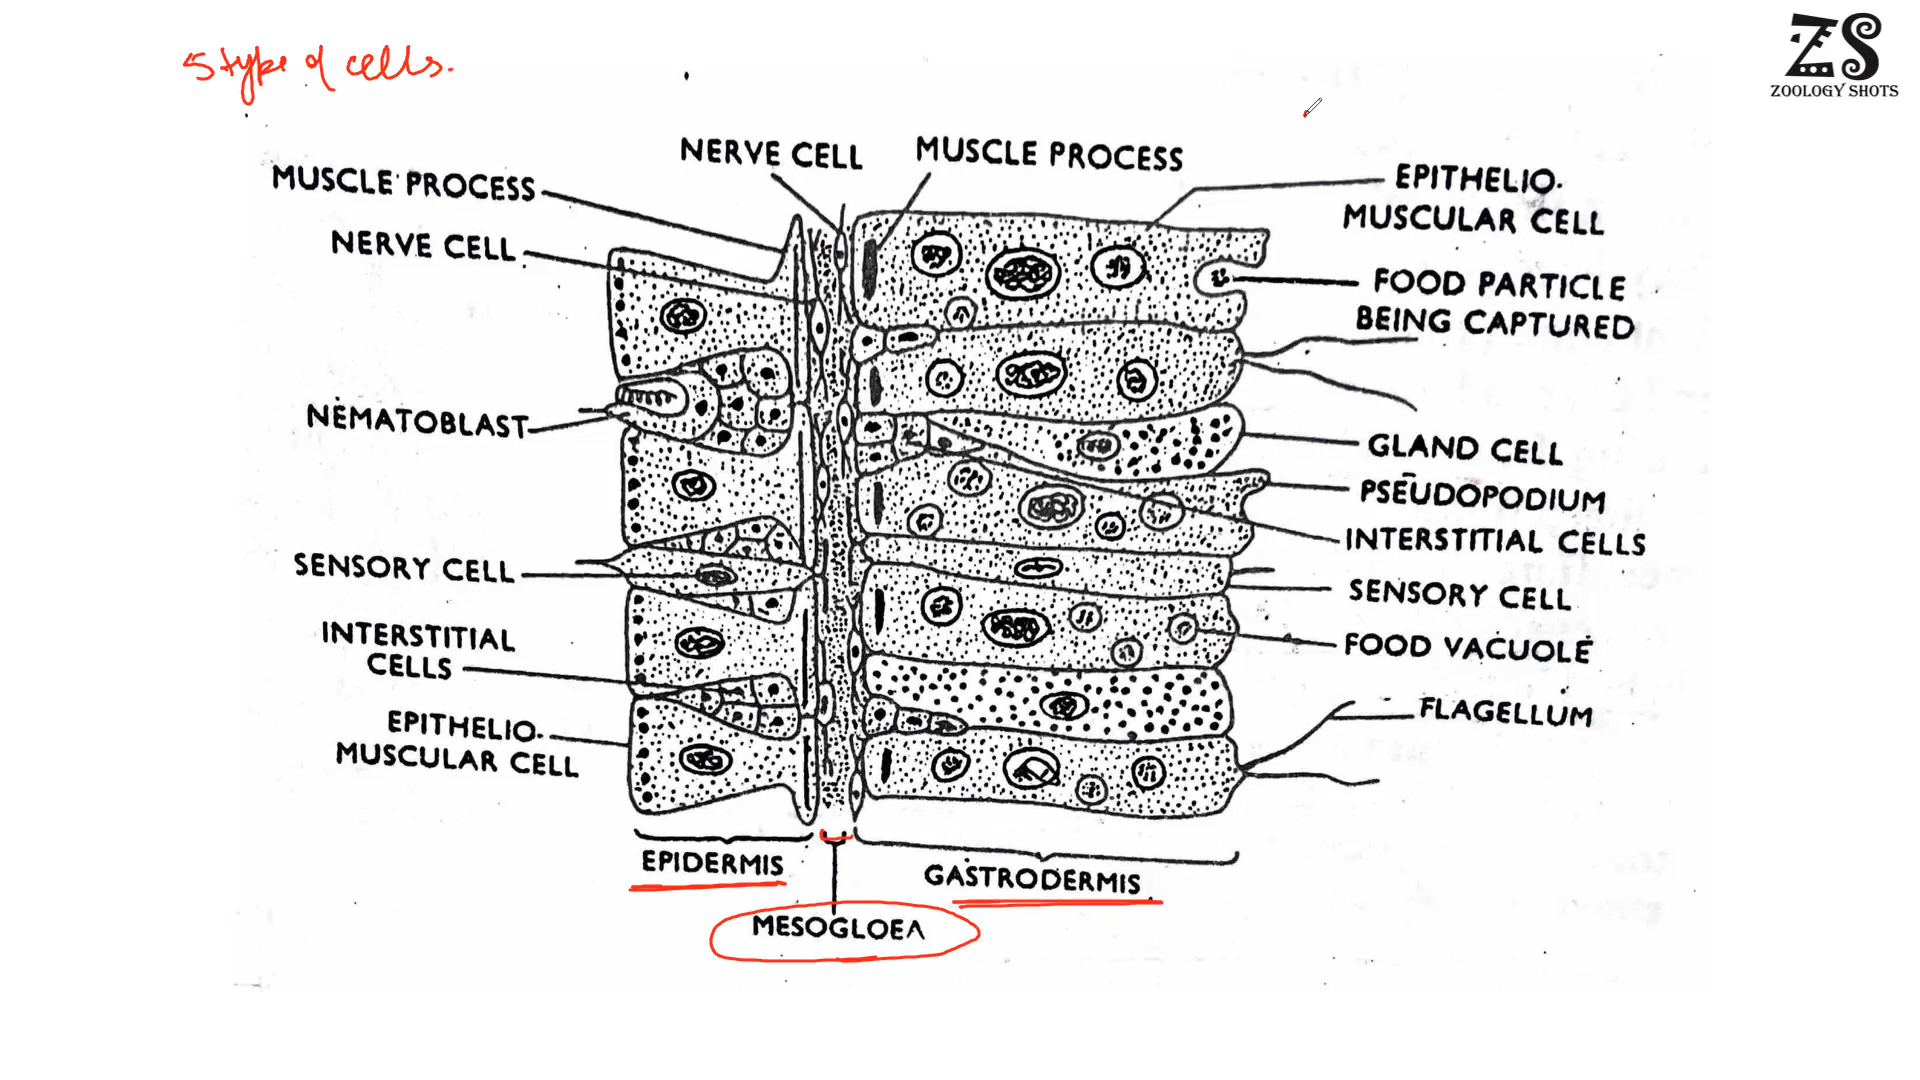 5 type of cells.
ZS
ZOOLOGY SHOTS
NERVE CELL
MUSCLE PROCESS
MUSCLE PROCESS
NERVE CELL
NEMATOBLAST
SENSORY CELL
INTERSTITIAL
CELLS
EPITHELIO-
MUSCULAR CELL
EPITHELIO-
MUSCULAR CELL
FOOD PARTICLE
BEING CAPTURED
GLAND CELL
PSEUDOPODIUM
INTERSTITIAL CELLS
SENSORY CELL
FOOD VACUOLE
FLAGELLUM
EPIDERMIS
GASTRODERMIS
MESOGLOEA